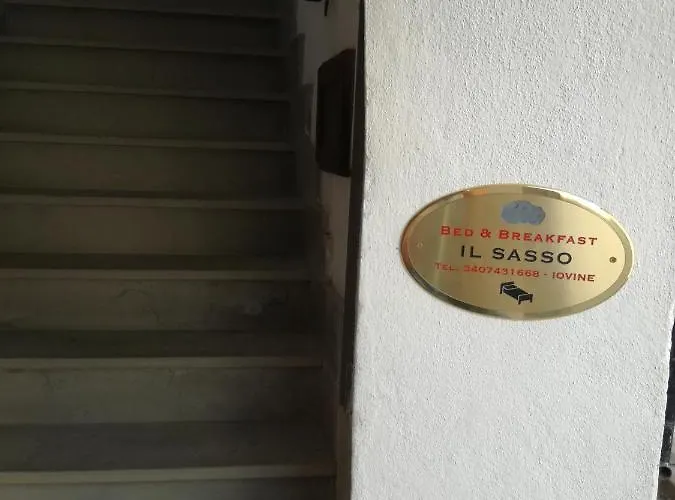 BED & BREAKFAST
IL SASSO
TEL. 3407431668 - IOVINE